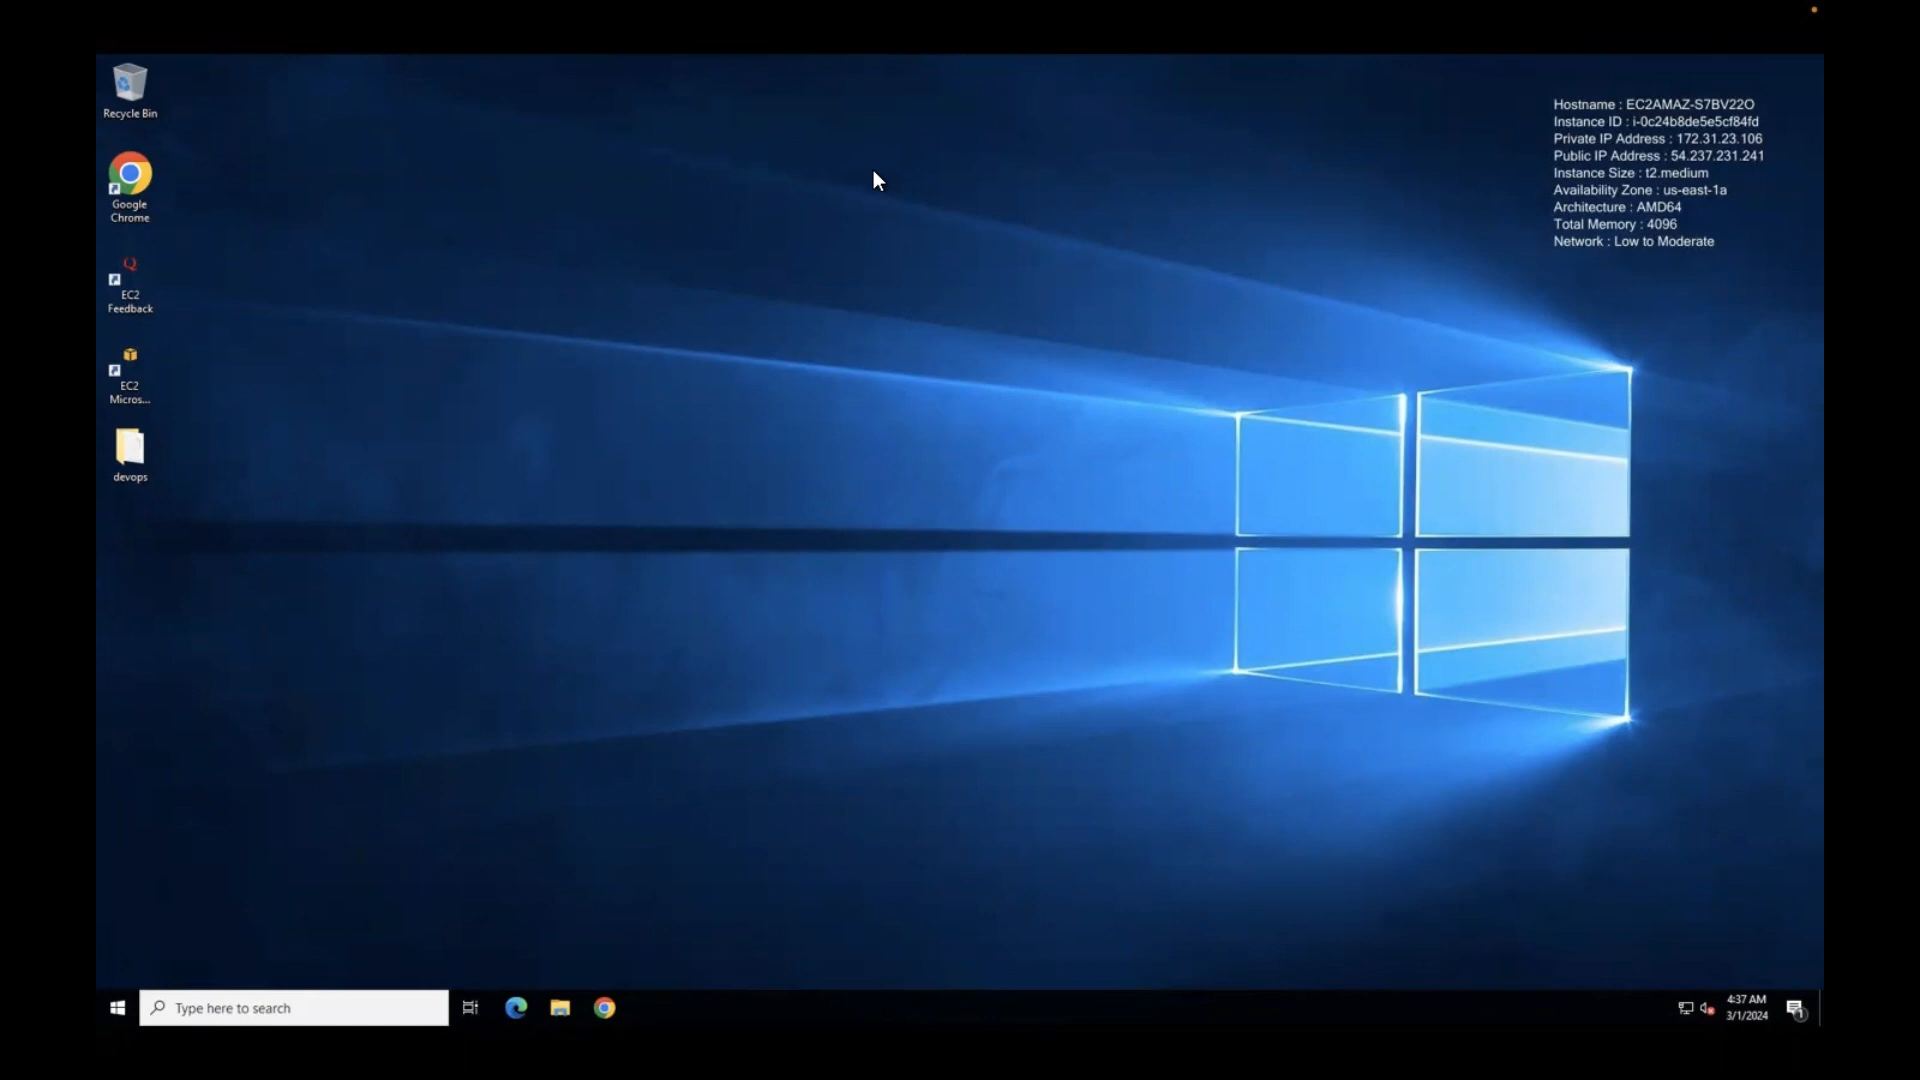 Recycle Bin
Google
Chrome
EC2
Feedback
EC2
Micros...
devops
Hostname : EC2AMAZ-S7BV22O
Instance ID : i-0c24b8de5e5cf84fd
Private IP Address : 172.31.23.106
Public IP Address : 54.237.231.241
Instance Size : t2.medium
Availability Zone : us-east-1a
Architecture : AMD64
Total Memory : 4096
Network : Low to Moderate
Type here to search
4:37 AM
3/1/2024
1